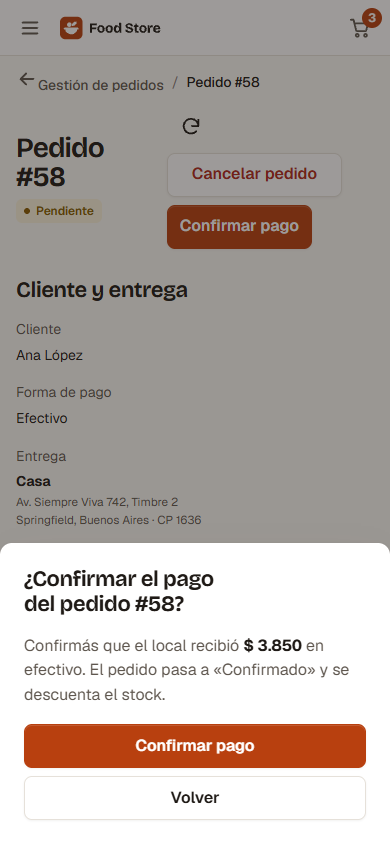 Food Store
3
Gestión de pedidos / Pedido #58
Pedido
#58
Pendiente
Cancelar pedido
Confirmar pago
Cliente y entrega
Cliente
Ana López
Forma de pago
Efectivo
Entrega
Casa
Av. Siempre Viva 742, Timbre 2
Springfield, Buenos Aires · CP 1636
¿Confirmar el pago
del pedido #58?
Confirmás que el local recibió $ 3.850 en
efectivo. El pedido pasa a «Confirmado» y se
descuenta el stock.
Confirmar pago
Volver